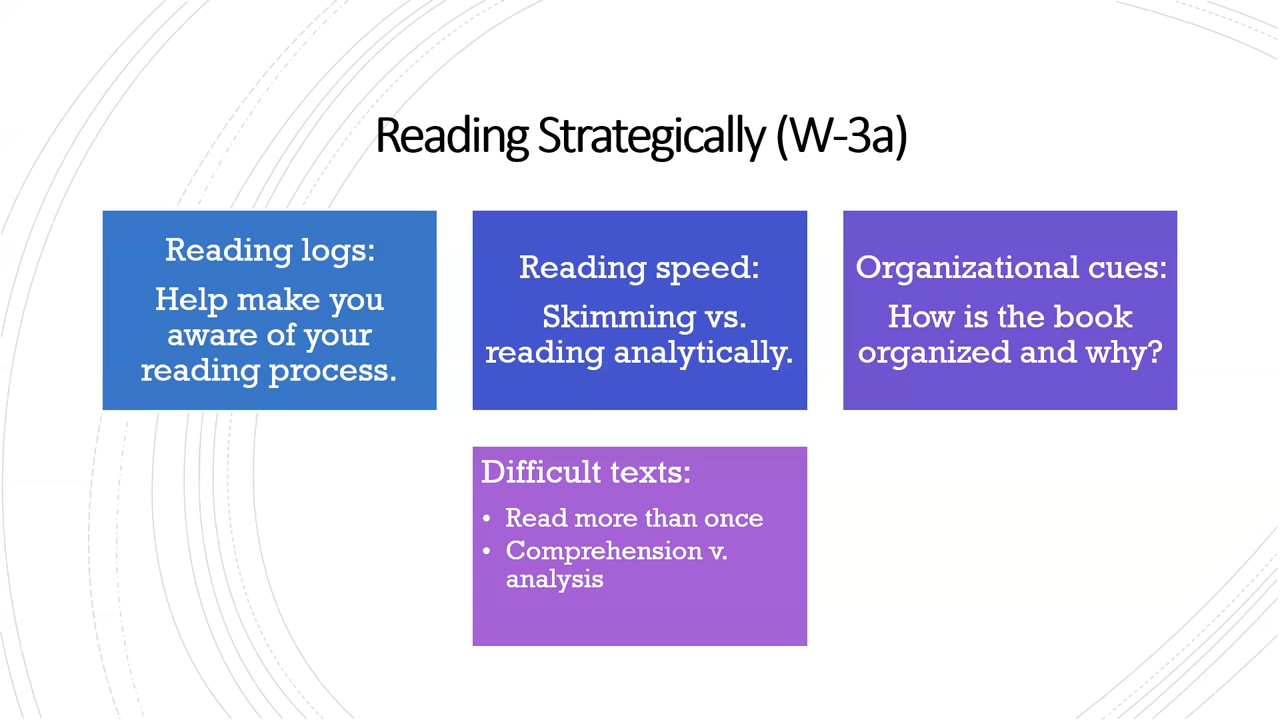 Reading Strategically (W-3a)
Reading logs:
Help make you
aware of your
reading process.
Reading speed:
Skimming vs.
reading analytically.
Organizational cues:
How is the book
organized and why?
Difficult texts:
• Read more than once
• Comprehension v.
analysis